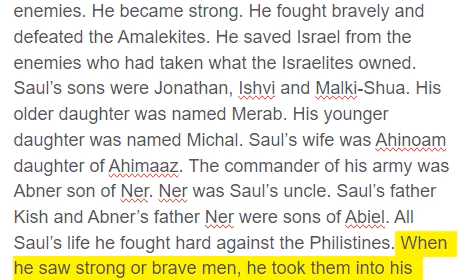 enemies. He became strong. He fought bravely and
defeated the Amalekites. He saved Israel from the
enemies who had taken what the Israelites owned.
Saul’s sons were Jonathan, Ishvi and Malki-Shua. His
older daughter was named Merab. His younger
daughter was named Michal. Saul’s wife was Ahinoam
daughter of Ahimaaz. The commander of his army was
Abner son of Ner. Ner was Saul’s uncle. Saul’s father
Kish and Abner’s father Ner were sons of Abiel. All
Saul’s life he fought hard against the Philistines. When
he saw strong or brave men, he took them into his